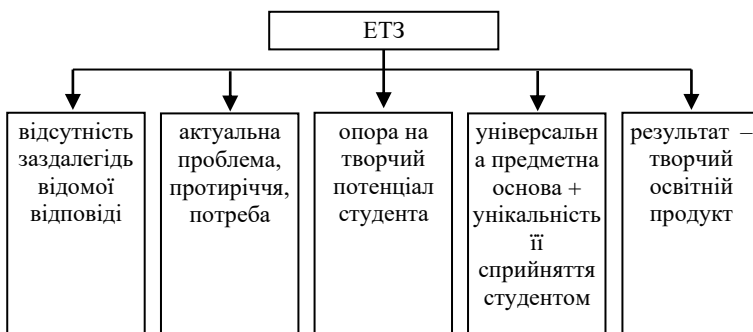 ЕТЗ
відсутність
заздалегідь
відомої
відповіді
актуальна
проблема,
протиріччя,
потреба
опора на
творчий
потенціал
студента
універсальн
а предметна
основа +
унікальність
її
сприйняття
студентом
результат –
творчий
освітній
продукт